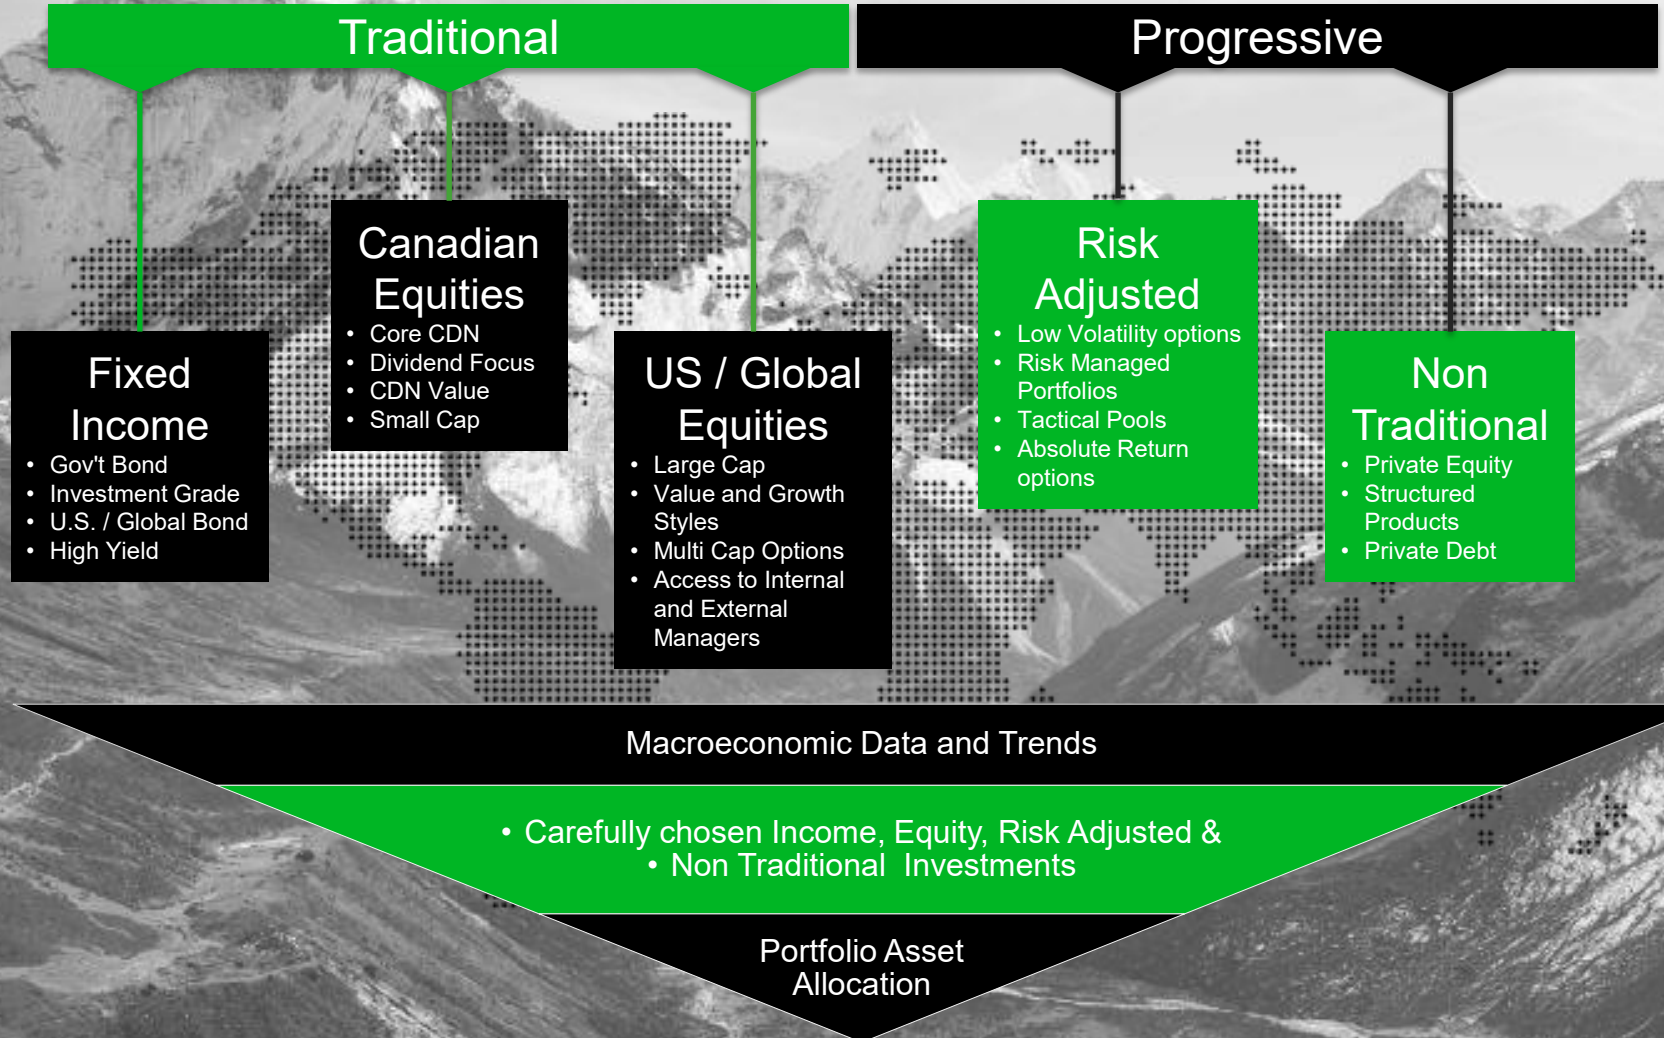 Traditional
Progressive
Fixed
Income
• Gov't Bond
• Investment Grade
• U.S. / Global Bond
• High Yield
Canadian
Equities
• Core CDN
• Dividend Focus
• CDN Value
• Small Cap
US / Global
Equities
• Large Cap
• Value and Growth
Styles
• Multi Cap Options
• Access to Internal
and External
Managers
Risk
Adjusted
• Low Volatility options
• Risk Managed
Portfolios
• Tactical Pools
• Absolute Return
options
Non
Traditional
• Private Equity
• Structured
Products
• Private Debt
Macroeconomic Data and Trends
• Carefully chosen Income, Equity, Risk Adjusted &
• Non Traditional  Investments
Portfolio Asset
Allocation